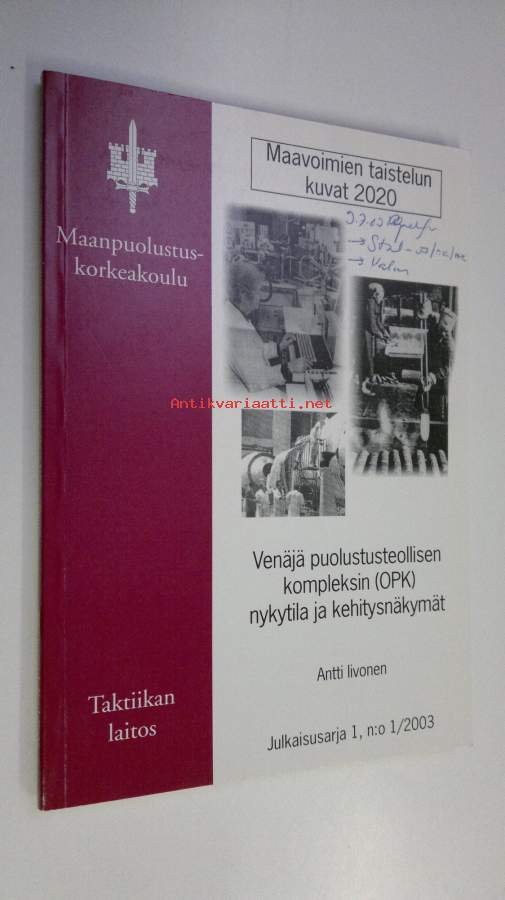 Maavoimien taistelun
kuvat 2020
Maanpuolustus-
korkeakoulu
Antikvariaatti.net
Venäjä puolustusteollisen
kompleksin (OPK)
nykytila ja kehitysnäkymät
Antti Iivonen
Taktiikan
laitos
Julkaisusarja 1, n:o 1/2003